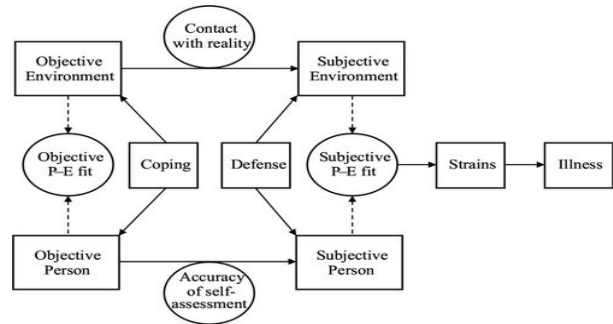 Contact
with reality
Objective
Environment
Subjective
Environment
Objective
P–E fit
Coping
Defense
Subjective
P–E fit
Strains
Illness
Objective
Person
Accuracy
of self-
assessment
Subjective
Person